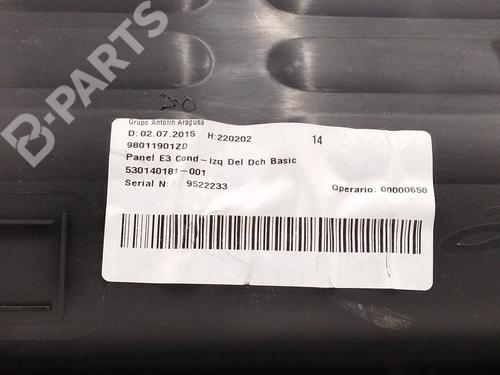 B-PARTS
DO
Grupo Antolin Aragusa
D: 02.07.2015 H:220202 14
98011901ZD
Panel E3 Cond-Izq Del Dch Basic
530140181-001
Serial N: 9522233 Operario: 00000650